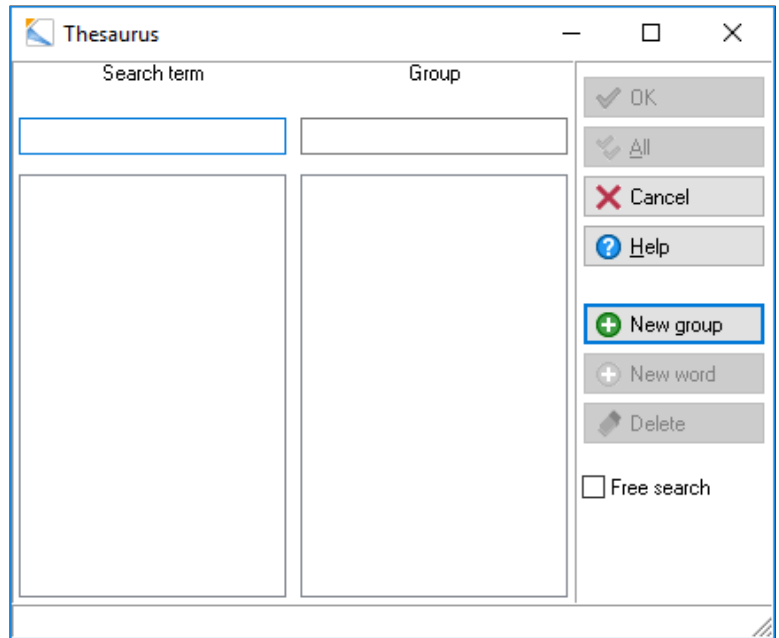 Thesaurus
Search term
Group
OK
All
Cancel
Help
New group
New word
Delete
Free search